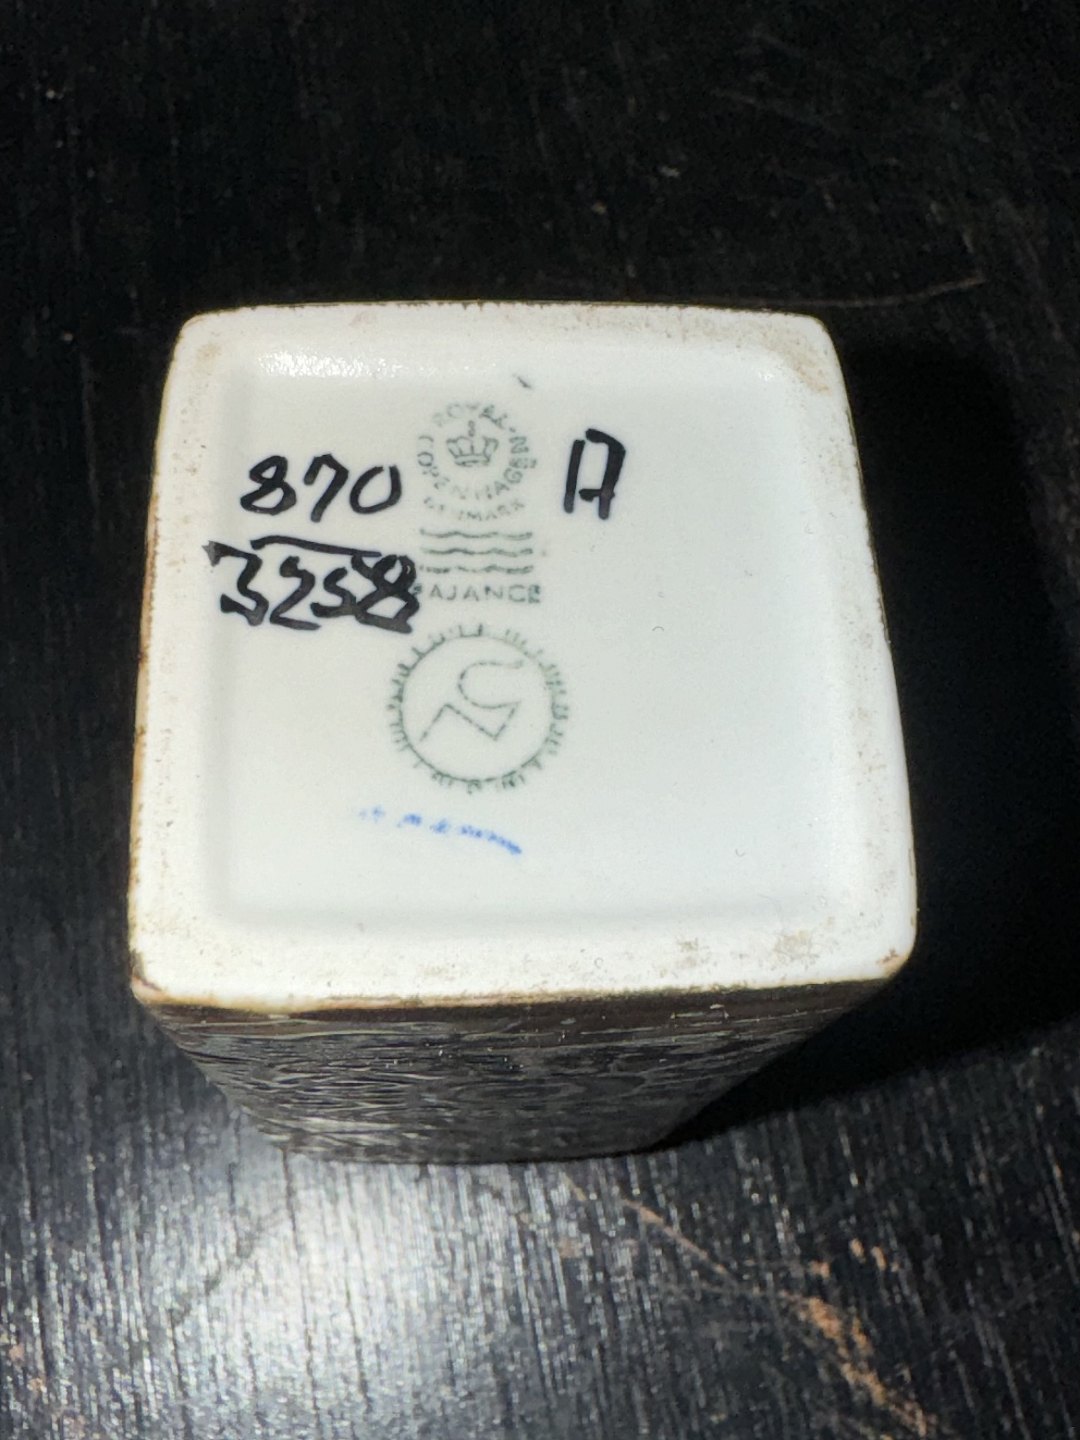 ROYAL COPENHAGEN
DENMARK
870 A
3258
FAJANCE